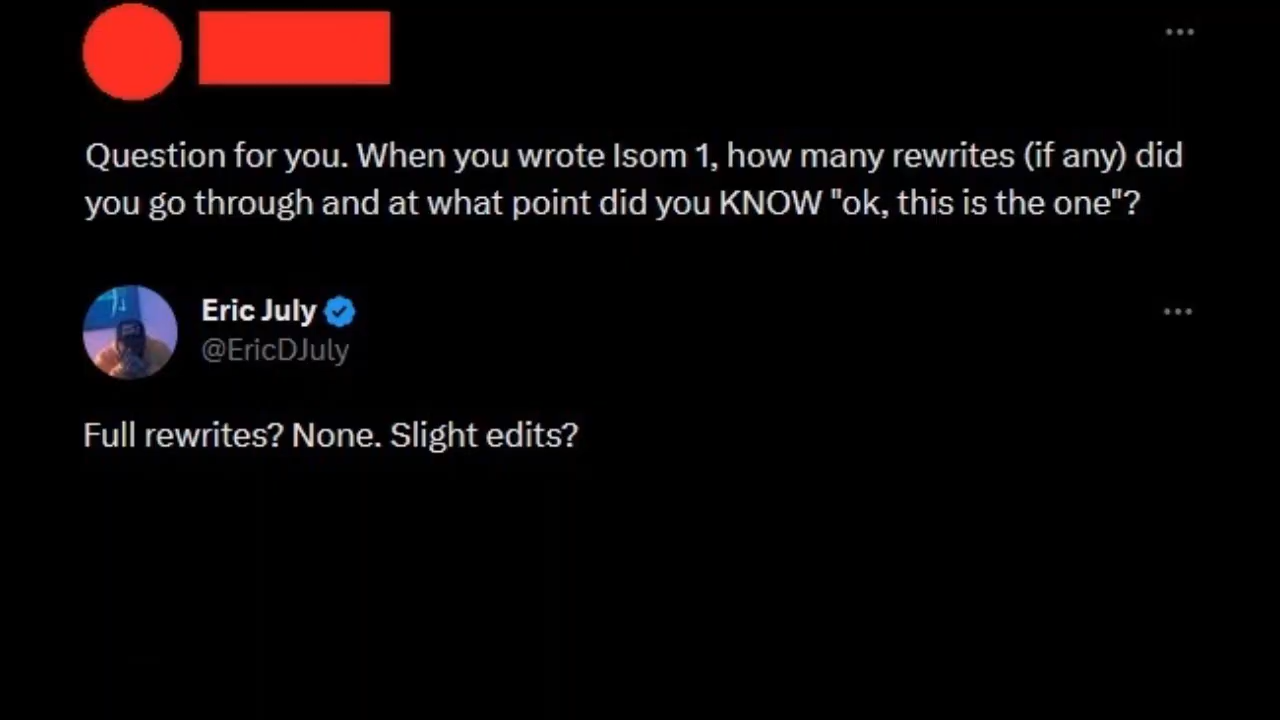 Question for you. When you wrote Isom 1, how many rewrites (if any) did
you go through and at what point did you KNOW "ok, this is the one"?
Eric July
@EricDJuly
Full rewrites? None. Slight edits?